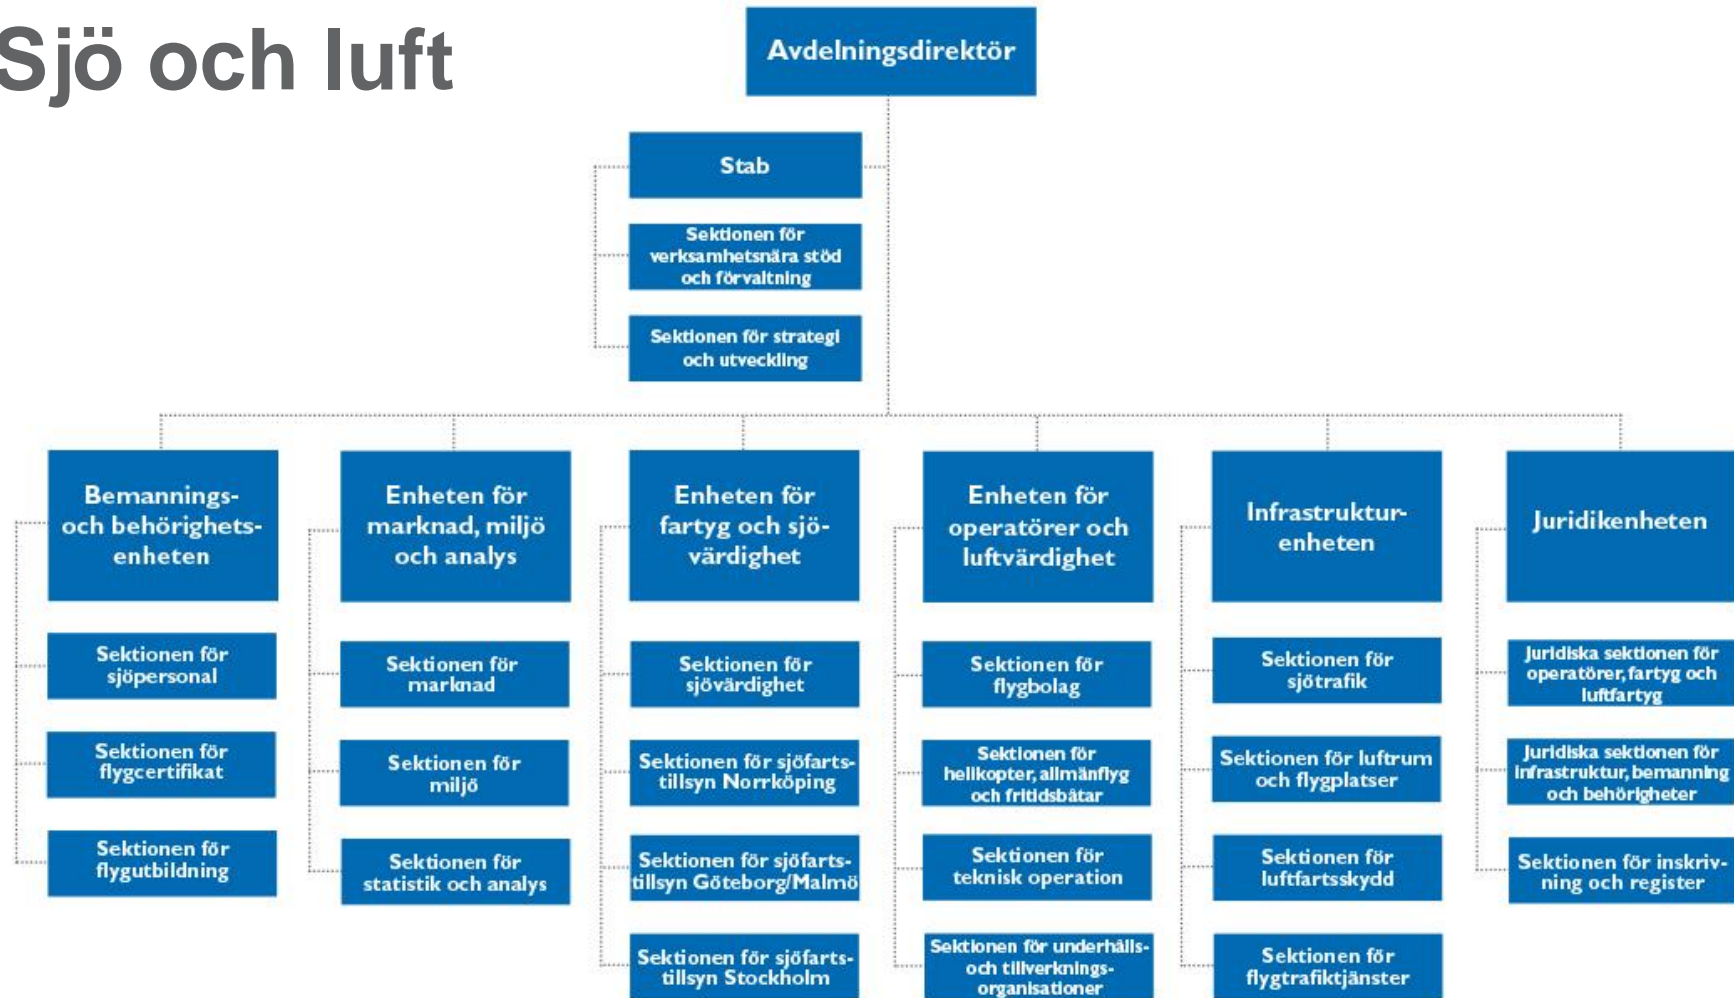 Sjö och luft
Avdelningsdirektör
Stab
Sektionen för
verksamhetsnära stöd
och förvaltning
Sektionen för strategi
och utveckling
Bemannings-
och behörighets-
enheten
Sektionen för
sjöpersonal
Sektionen för
flygcertifikat
Sektionen för
flygutbildning
Enheten för
marknad, miljö
och analys
Sektionen för
marknad
Sektionen för
miljö
Sektionen för
statistik och analys
Enheten för
fartyg och sjö-
värdighet
Sektionen för
sjövärdighet
Sektionen för sjöfarts-
tillsyn Norrköping
Sektionen för sjöfarts-
tillsyn Göteborg/Malmö
Sektionen för sjöfarts-
tillsyn Stockholm
Enheten för
operatörer och
luftvärdighet
Sektionen för
flygbolag
Sektionen för
helikopter, allmänflyg
och fritidsbåtar
Sektionen för
teknisk operation
Sektionen för underhålls-
och tillverknings-
organisationer
Infrastruktur-
enheten
Sektionen för
sjötrafik
Sektionen för luftrum
och flygplatser
Sektionen för
luftfartsskydd
Sektionen för
flygtrafiktjänster
Juridikenheten
Juridiska sektionen för
operatörer, fartyg och
luftfartyg
Juridiska sektionen för
infrastruktur, bemanning
och behörigheter
Sektionen för inskriv-
ning och register